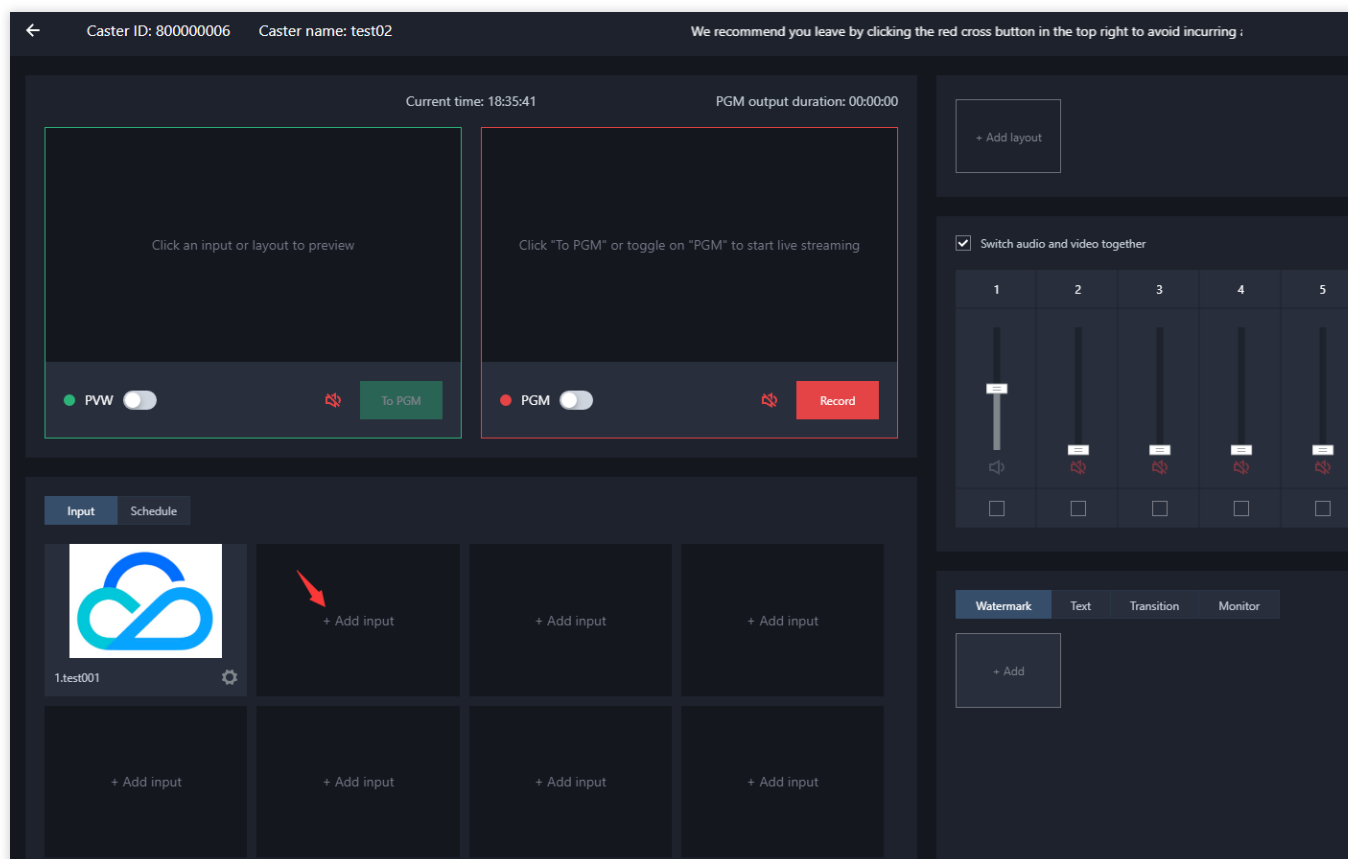 Caster ID: 800000006 Caster name: test02
We recommend you leave by clicking the red cross button in the top right to avoid incurring
Current time: 18:35:41 PGM output duration: 00:00:00
Click an input or layout to preview
Click "To PGM" or toggle on "PGM" to start live streaming
PVW To PGM
PGM Record
Input Schedule
+ Add input + Add input + Add input
1.test001
+ Add input + Add input + Add input + Add input
+ Add layout
Switch audio and video together
1 2 3 4 5
Watermark Text Transition Monitor
+ Add